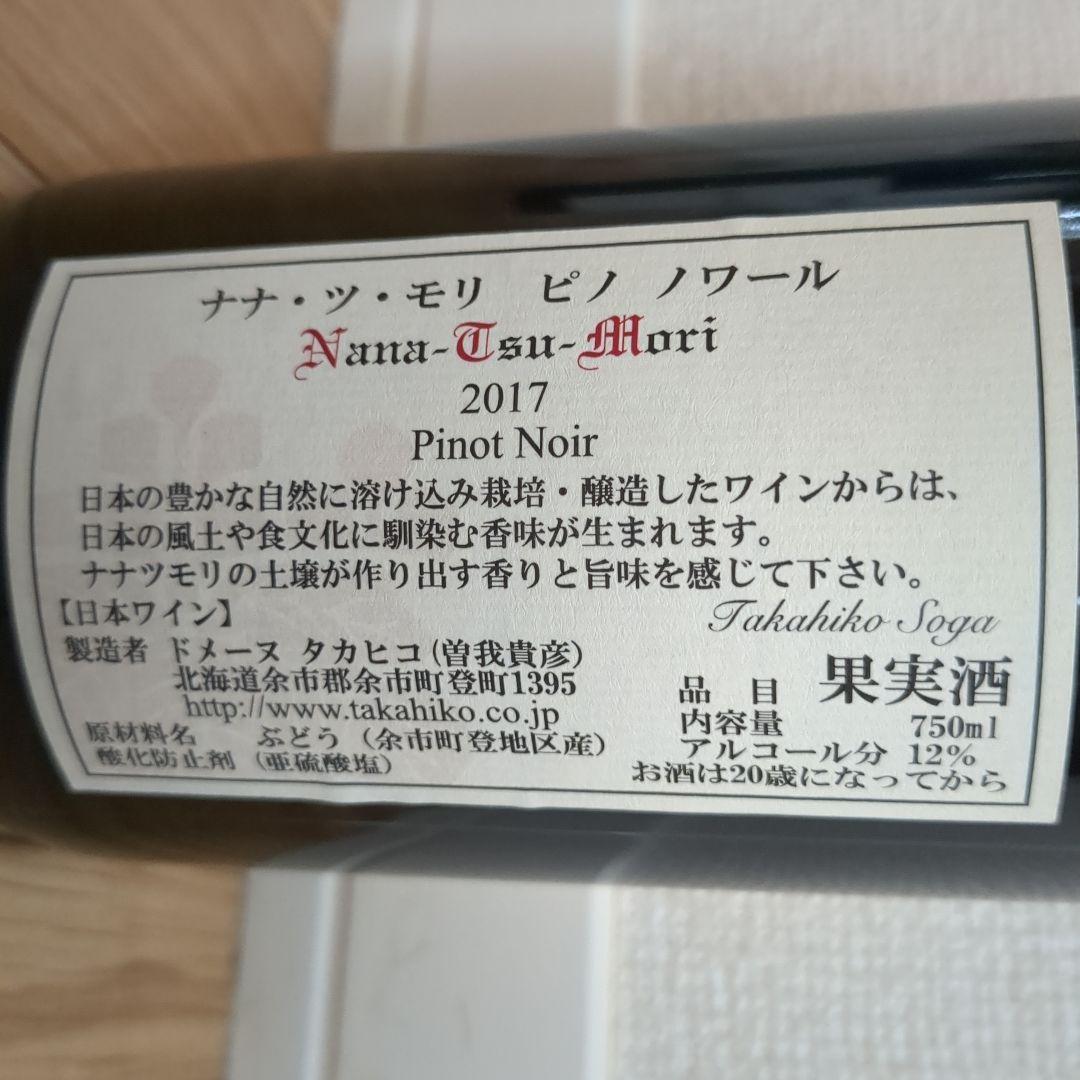 ナナ・ツ・モリ ピノ ノワール
Nana-Tsu-Mori
2017
Pinot Noir
日本の豊かな自然に溶け込み栽培・醸造したワインからは、
日本の風土や食文化に馴染む香味が生まれます。
ナナツモリの土壌が作り出す香りと旨味を感じて下さい。
【日本ワイン】
Takahiko Soga
製造者 ドメーヌ タカヒコ(曽我貴彦)
北海道余市郡余市町登町1395
http://www.takahiko.co.jp
原材料名 ぶどう（余市町登地区産）
酸化防止剤（亜硫酸塩）
品 目 果実酒
内容量 750ml
アルコール分 12%
お酒は20歳になってから